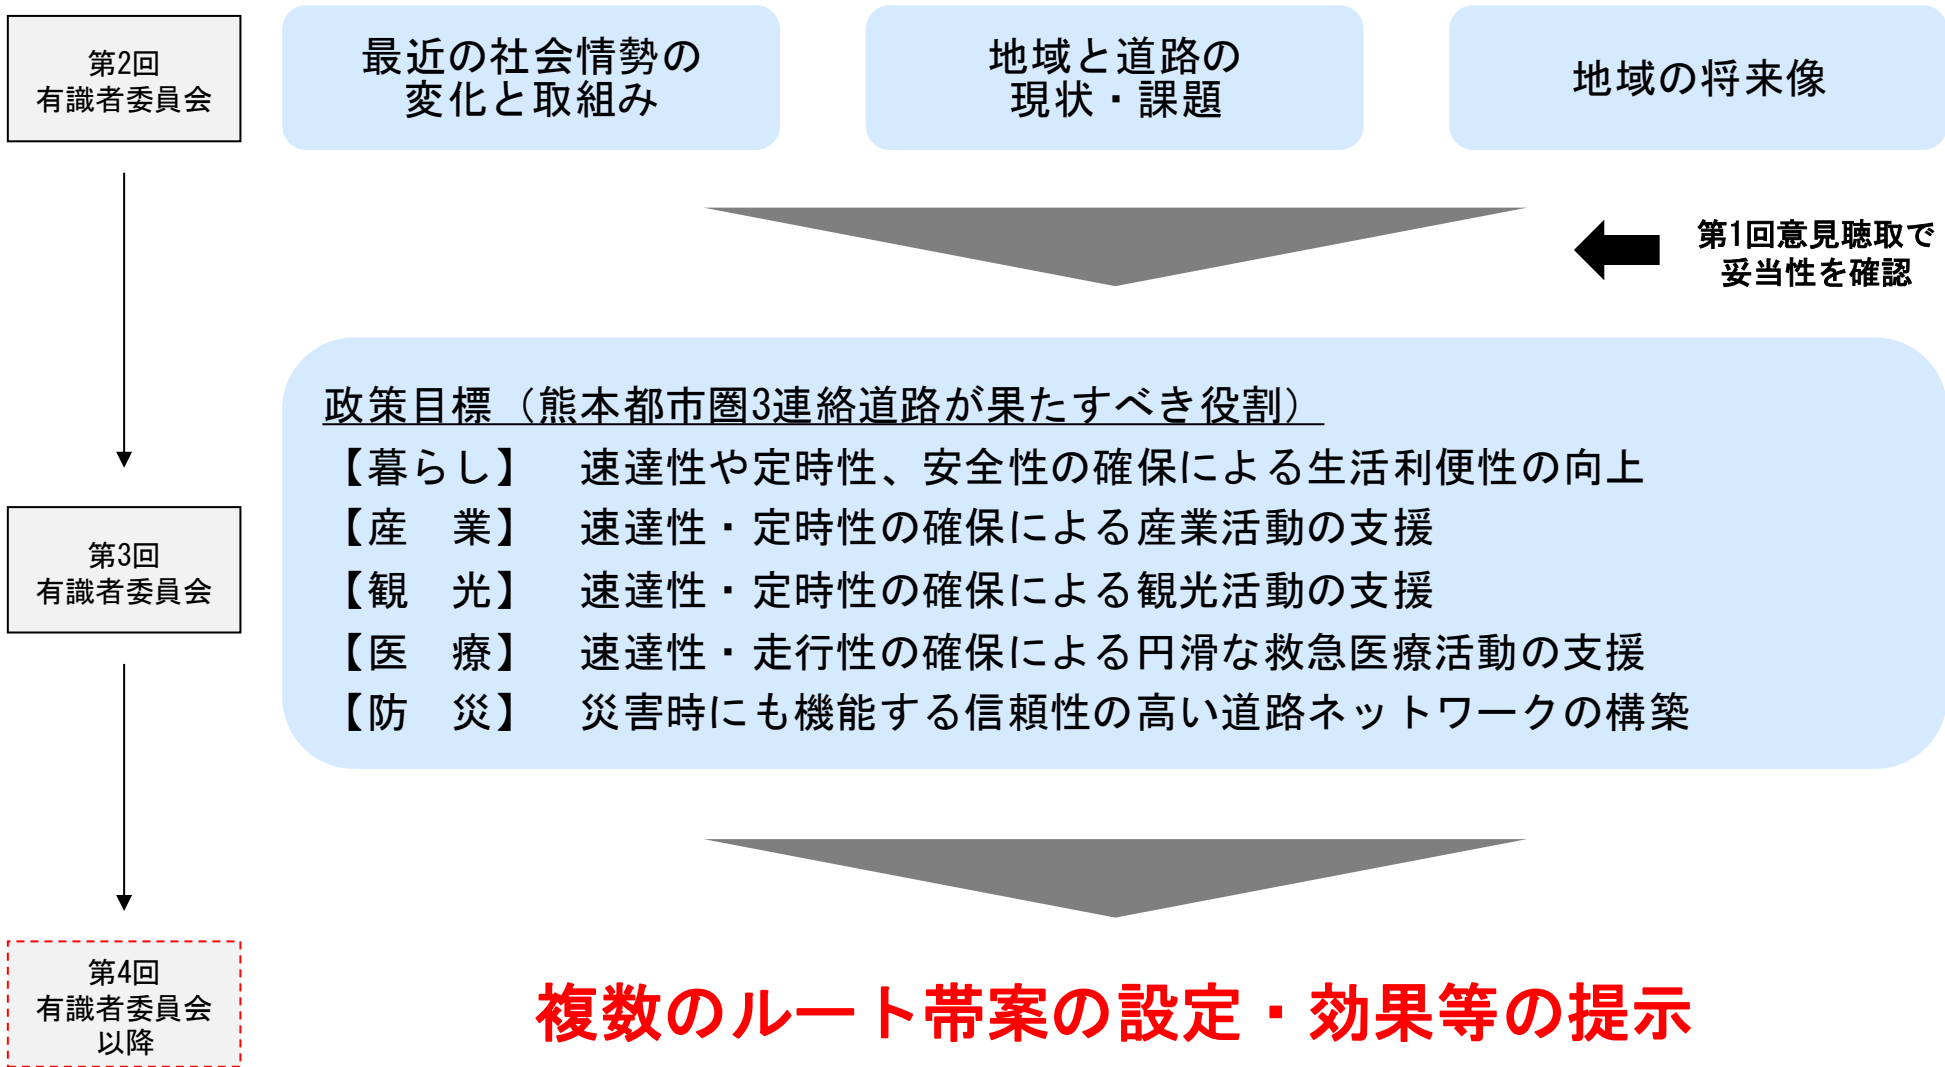 第2回
有識者委員会
最近の社会情勢の
変化と取組み
地域と道路の
現状・課題
地域の将来像
第1回意見聴取で
妥当性を確認
政策目標（熊本都市圏3連絡道路が果たすべき役割）
【暮らし】　速達性や定時性、安全性の確保による生活利便性の向上
【産　業】　速達性・定時性の確保による産業活動の支援
【観　光】　速達性・定時性の確保による観光活動の支援
【医　療】　速達性・走行性の確保による円滑な救急医療活動の支援
【防　災】　災害時にも機能する信頼性の高い道路ネットワークの構築
第3回
有識者委員会
第4回
有識者委員会
以降
複数のルート帯案の設定・効果等の提示